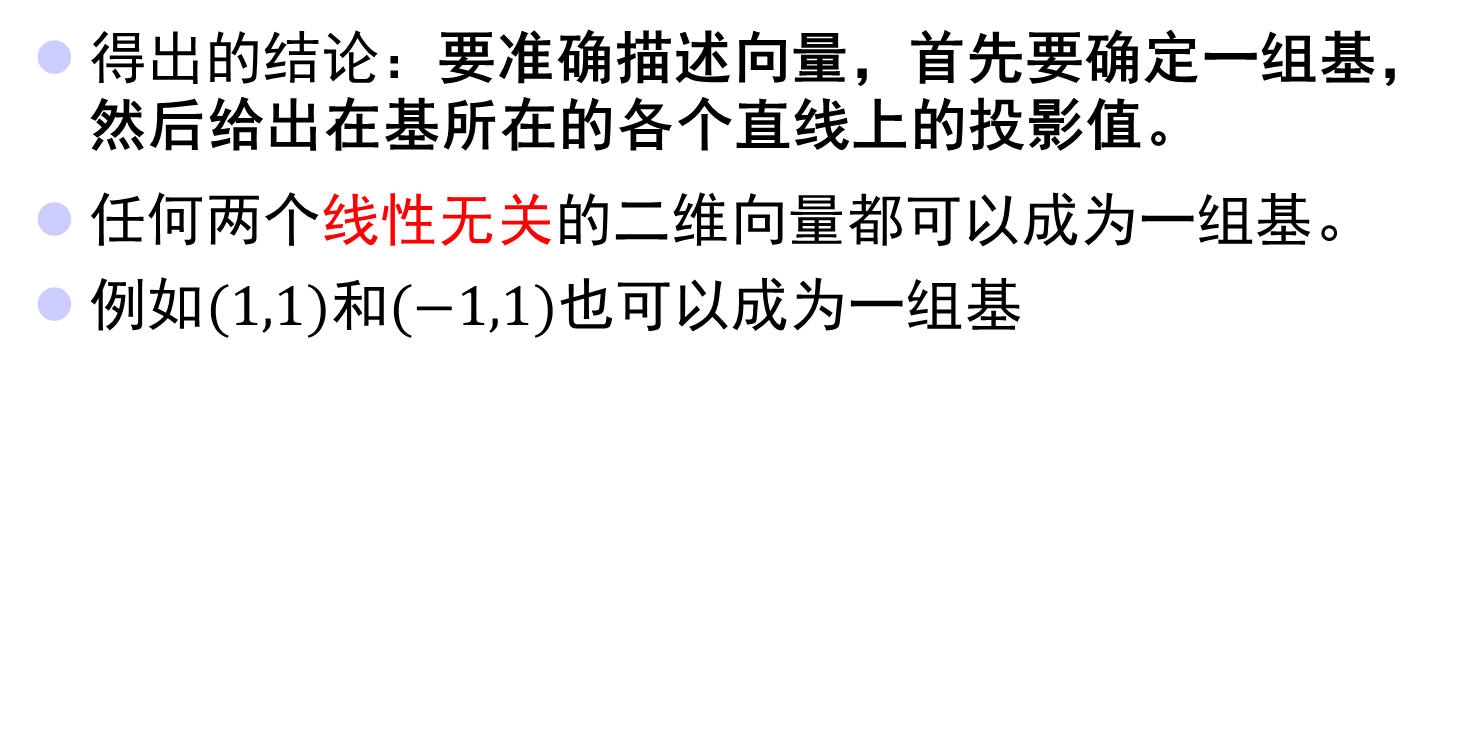 得出的结论：要准确描述向量，首先要确定一组基，
然后给出在基所在的各个直线上的投影值。
任何两个线性无关的二维向量都可以成为一组基。
例如(1,1)和(−1,1)也可以成为一组基